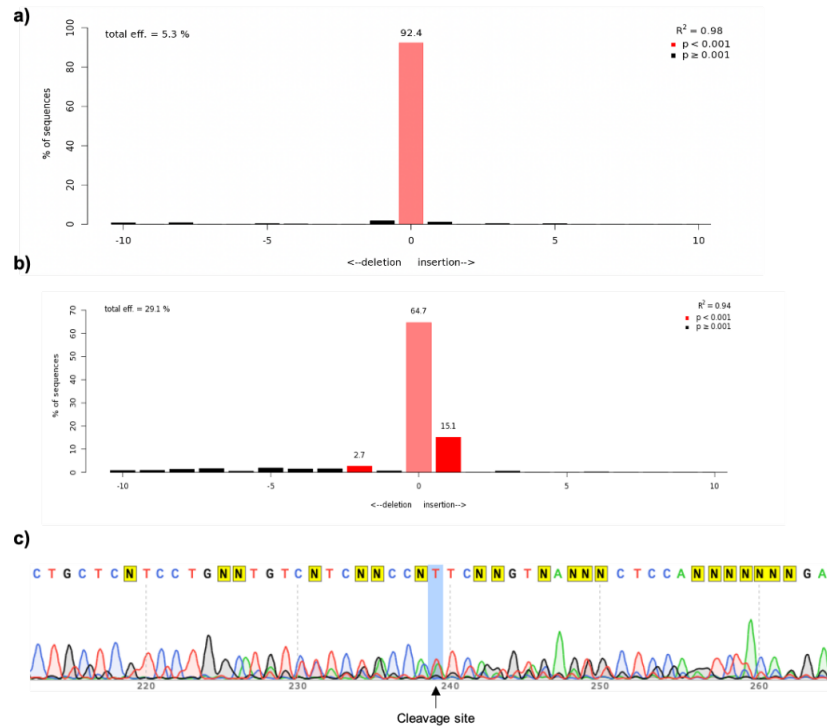 a)
total eff. = 5.3 %
R² = 0.98
p < 0.001
p ≥ 0.001
92.4
% of sequences
100
80
60
40
20
0
-10 -5 0 5 10
<--deletion insertion-->
b)
total eff. = 29.1 %
R² = 0.94
p < 0.001
p ≥ 0.001
64.7
15.1
2.7
% of sequences
70
60
50
40
30
20
10
0
-10 -5 0 5 10
<--deletion insertion-->
c)
C T G C T C N T C C T G N N T G T C N T C N N C C N T T C N N G T N A N N N C T C C A N N N N N N N G A
220 230 240 250 260
Cleavage site